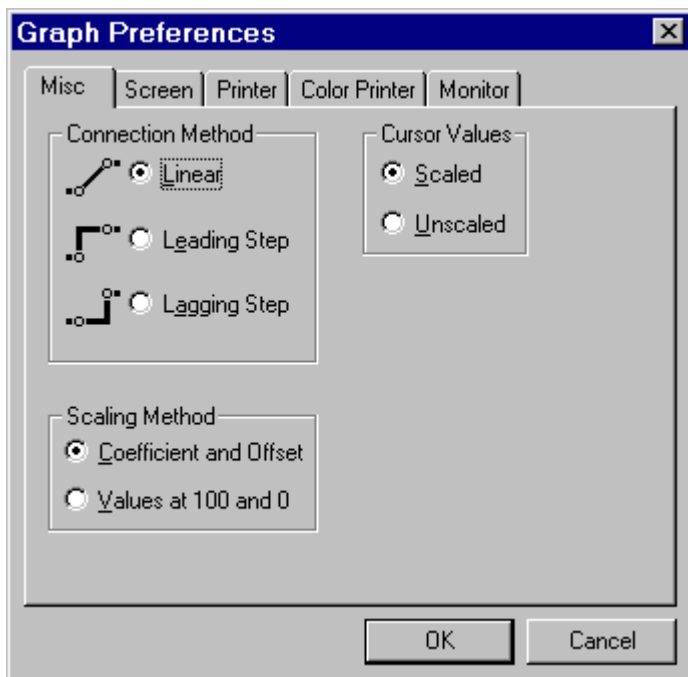 Graph Preferences
Misc Screen Printer Color Printer Monitor
Connection Method
Linear
Leading Step
Lagging Step
Cursor Values
Scaled
Unscaled
Scaling Method
Coefficient and Offset
Values at 100 and 0
OK Cancel